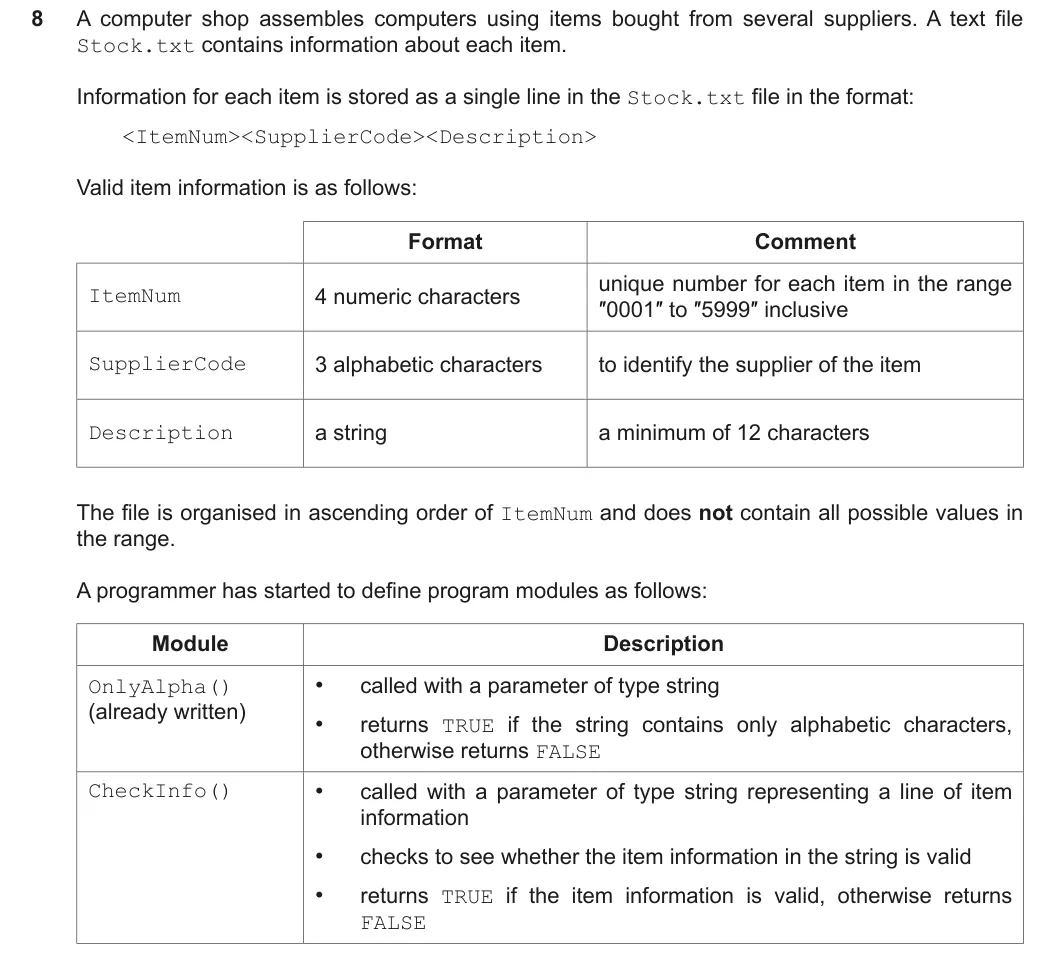 8 A computer shop assembles computers using items bought from several suppliers. A text file
Stock.txt contains information about each item.
Information for each item is stored as a single line in the Stock.txt file in the format:
<ItemNum><SupplierCode><Description>
Valid item information is as follows:
Format Comment
ItemNum 4 numeric characters unique number for each item in the range
"0001" to "5999" inclusive
SupplierCode 3 alphabetic characters to identify the supplier of the item
Description a string a minimum of 12 characters
The file is organised in ascending order of ItemNum and does not contain all possible values in
the range.
A programmer has started to define program modules as follows:
Module Description
OnlyAlpha()
(already written)
• called with a parameter of type string
• returns TRUE if the string contains only alphabetic characters,
otherwise returns FALSE
CheckInfo()
• called with a parameter of type string representing a line of item
information
• checks to see whether the item information in the string is valid
• returns TRUE if the item information is valid, otherwise returns
FALSE